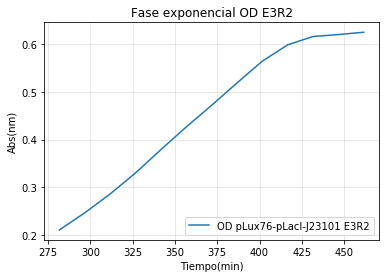 Fase exponencial OD E3R2
Abs(nm)
0.6
0.5
0.4
0.3
0.2
275 300 325 350 375 400 425 450
Tiempo(min)
OD pLux76-pLacI-J23101 E3R2